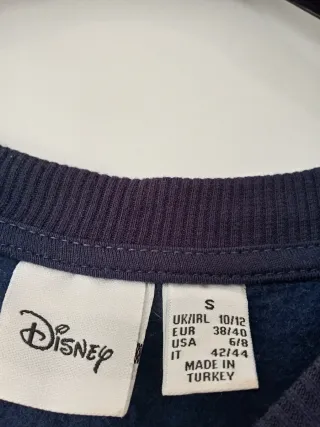 Disney
S
UK/IRL 10/12
EUR 38/40
USA 6/8
IT 42/44
MADE IN
TURKEY